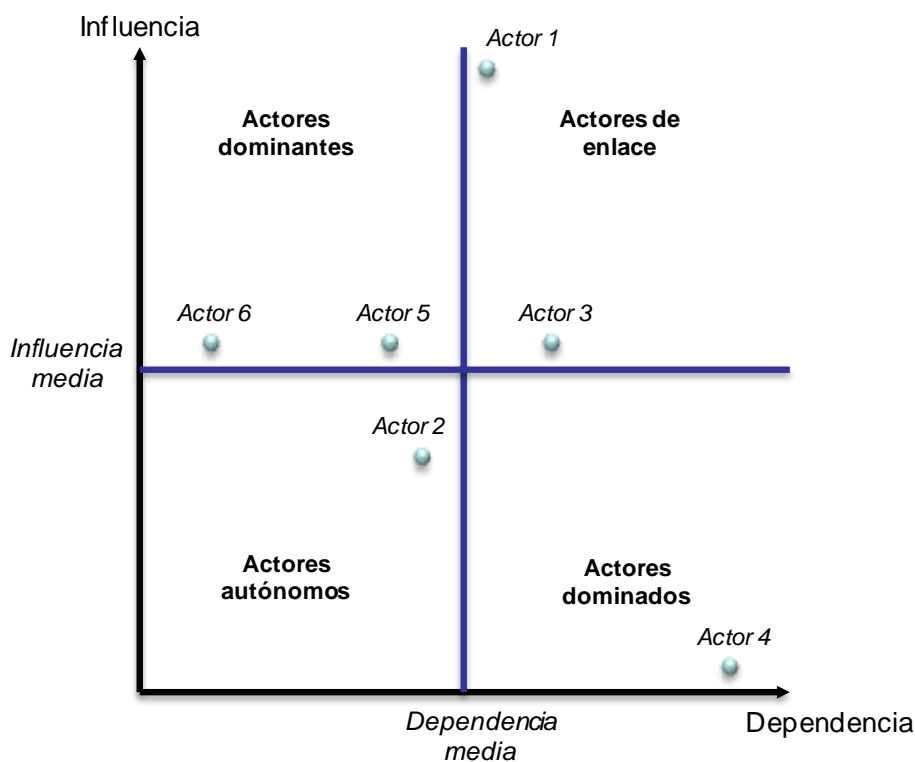 Influencia
Actor 1
Actores
dominantes
Actores de
enlace
Actor 6
Actor 5
Actor 3
Influencia
media
Actor 2
Actores
autónomos
Actores
dominados
Actor 4
Dependencia
media
Dependencia